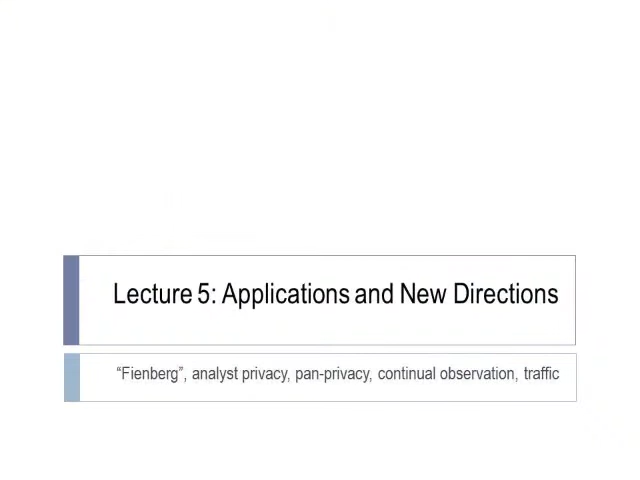 Lecture 5: Applications and New Directions
“Fienberg”, analyst privacy, pan-privacy, continual observation, traffic